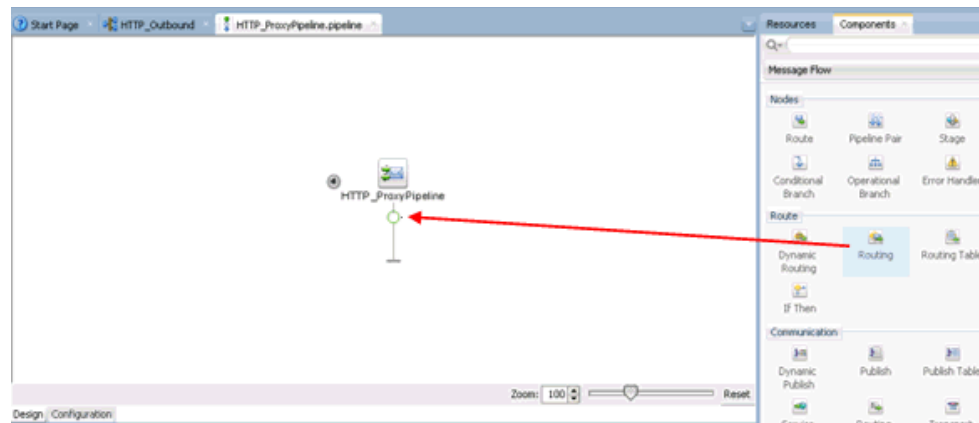 Start Page
HTTP_Outbound
HTTP_ProxyPipeline.pipeline
HTTP_ProxyPipeline
Zoom: 100
Reset
Design
Configuration
Resources
Components
Message Flow
Nodes
Route
Pipeline Pair
Stage
Conditional
Branch
Operational
Branch
Error Handler
Route
Dynamic
Routing
Routing
Routing Table
If Then
Communication
Dynamic
Publish
Publish
Publish Table